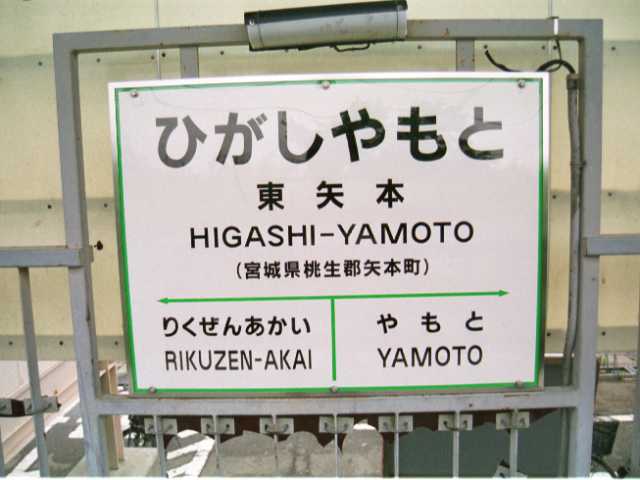 ひがしやもと
東矢本
HIGASHI-YAMOTO
(宮城県桃生郡矢本町)
りくぜんあかい やもと
RIKUZEN-AKAI YAMOTO